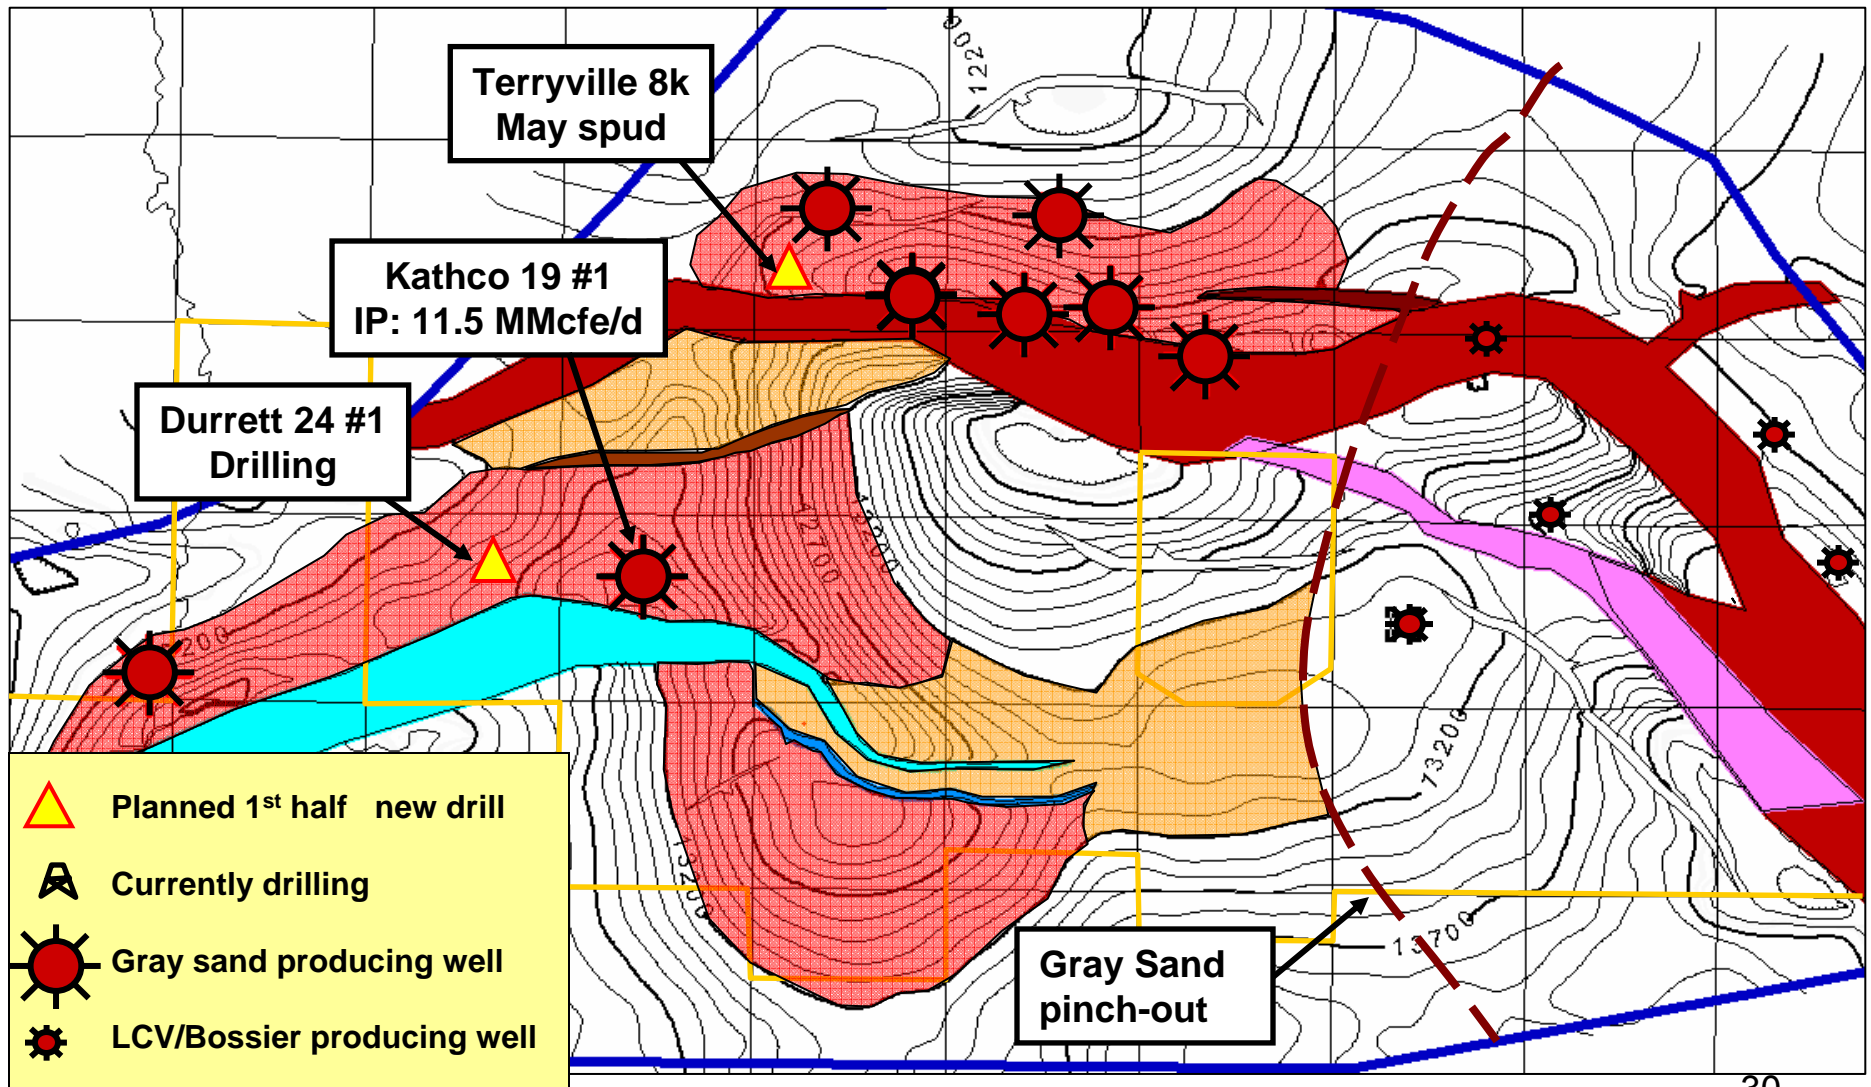 12200
Terryville 8k
May spud
Kathco 19 #1
IP: 11.5 MMcfe/d
Durrett 24 #1
Drilling
12700
13200
13700
Gray Sand
pinch-out
Planned 1st half new drill
Currently drilling
Gray sand producing well
LCV/Bossier producing well